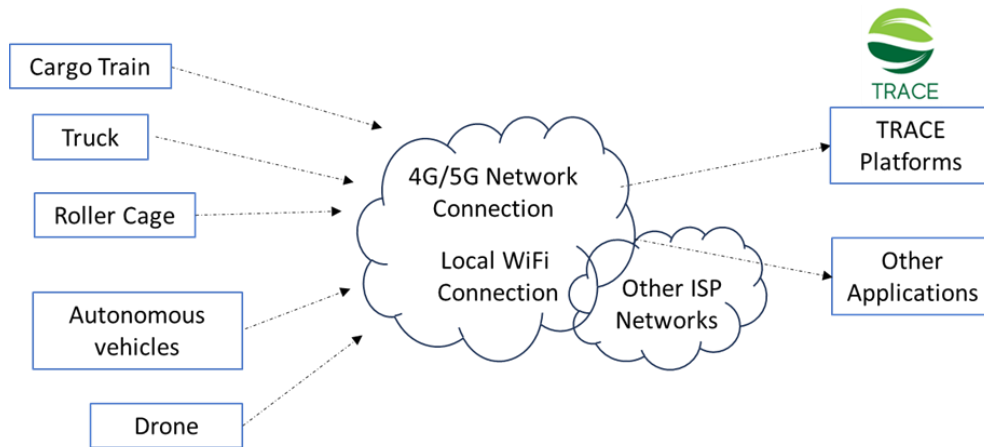 Cargo Train
Truck
Roller Cage
Autonomous
vehicles
Drone
4G/5G Network
Connection
Local WiFi
Connection
Other ISP
Networks
TRACE
TRACE
Platforms
Other
Applications